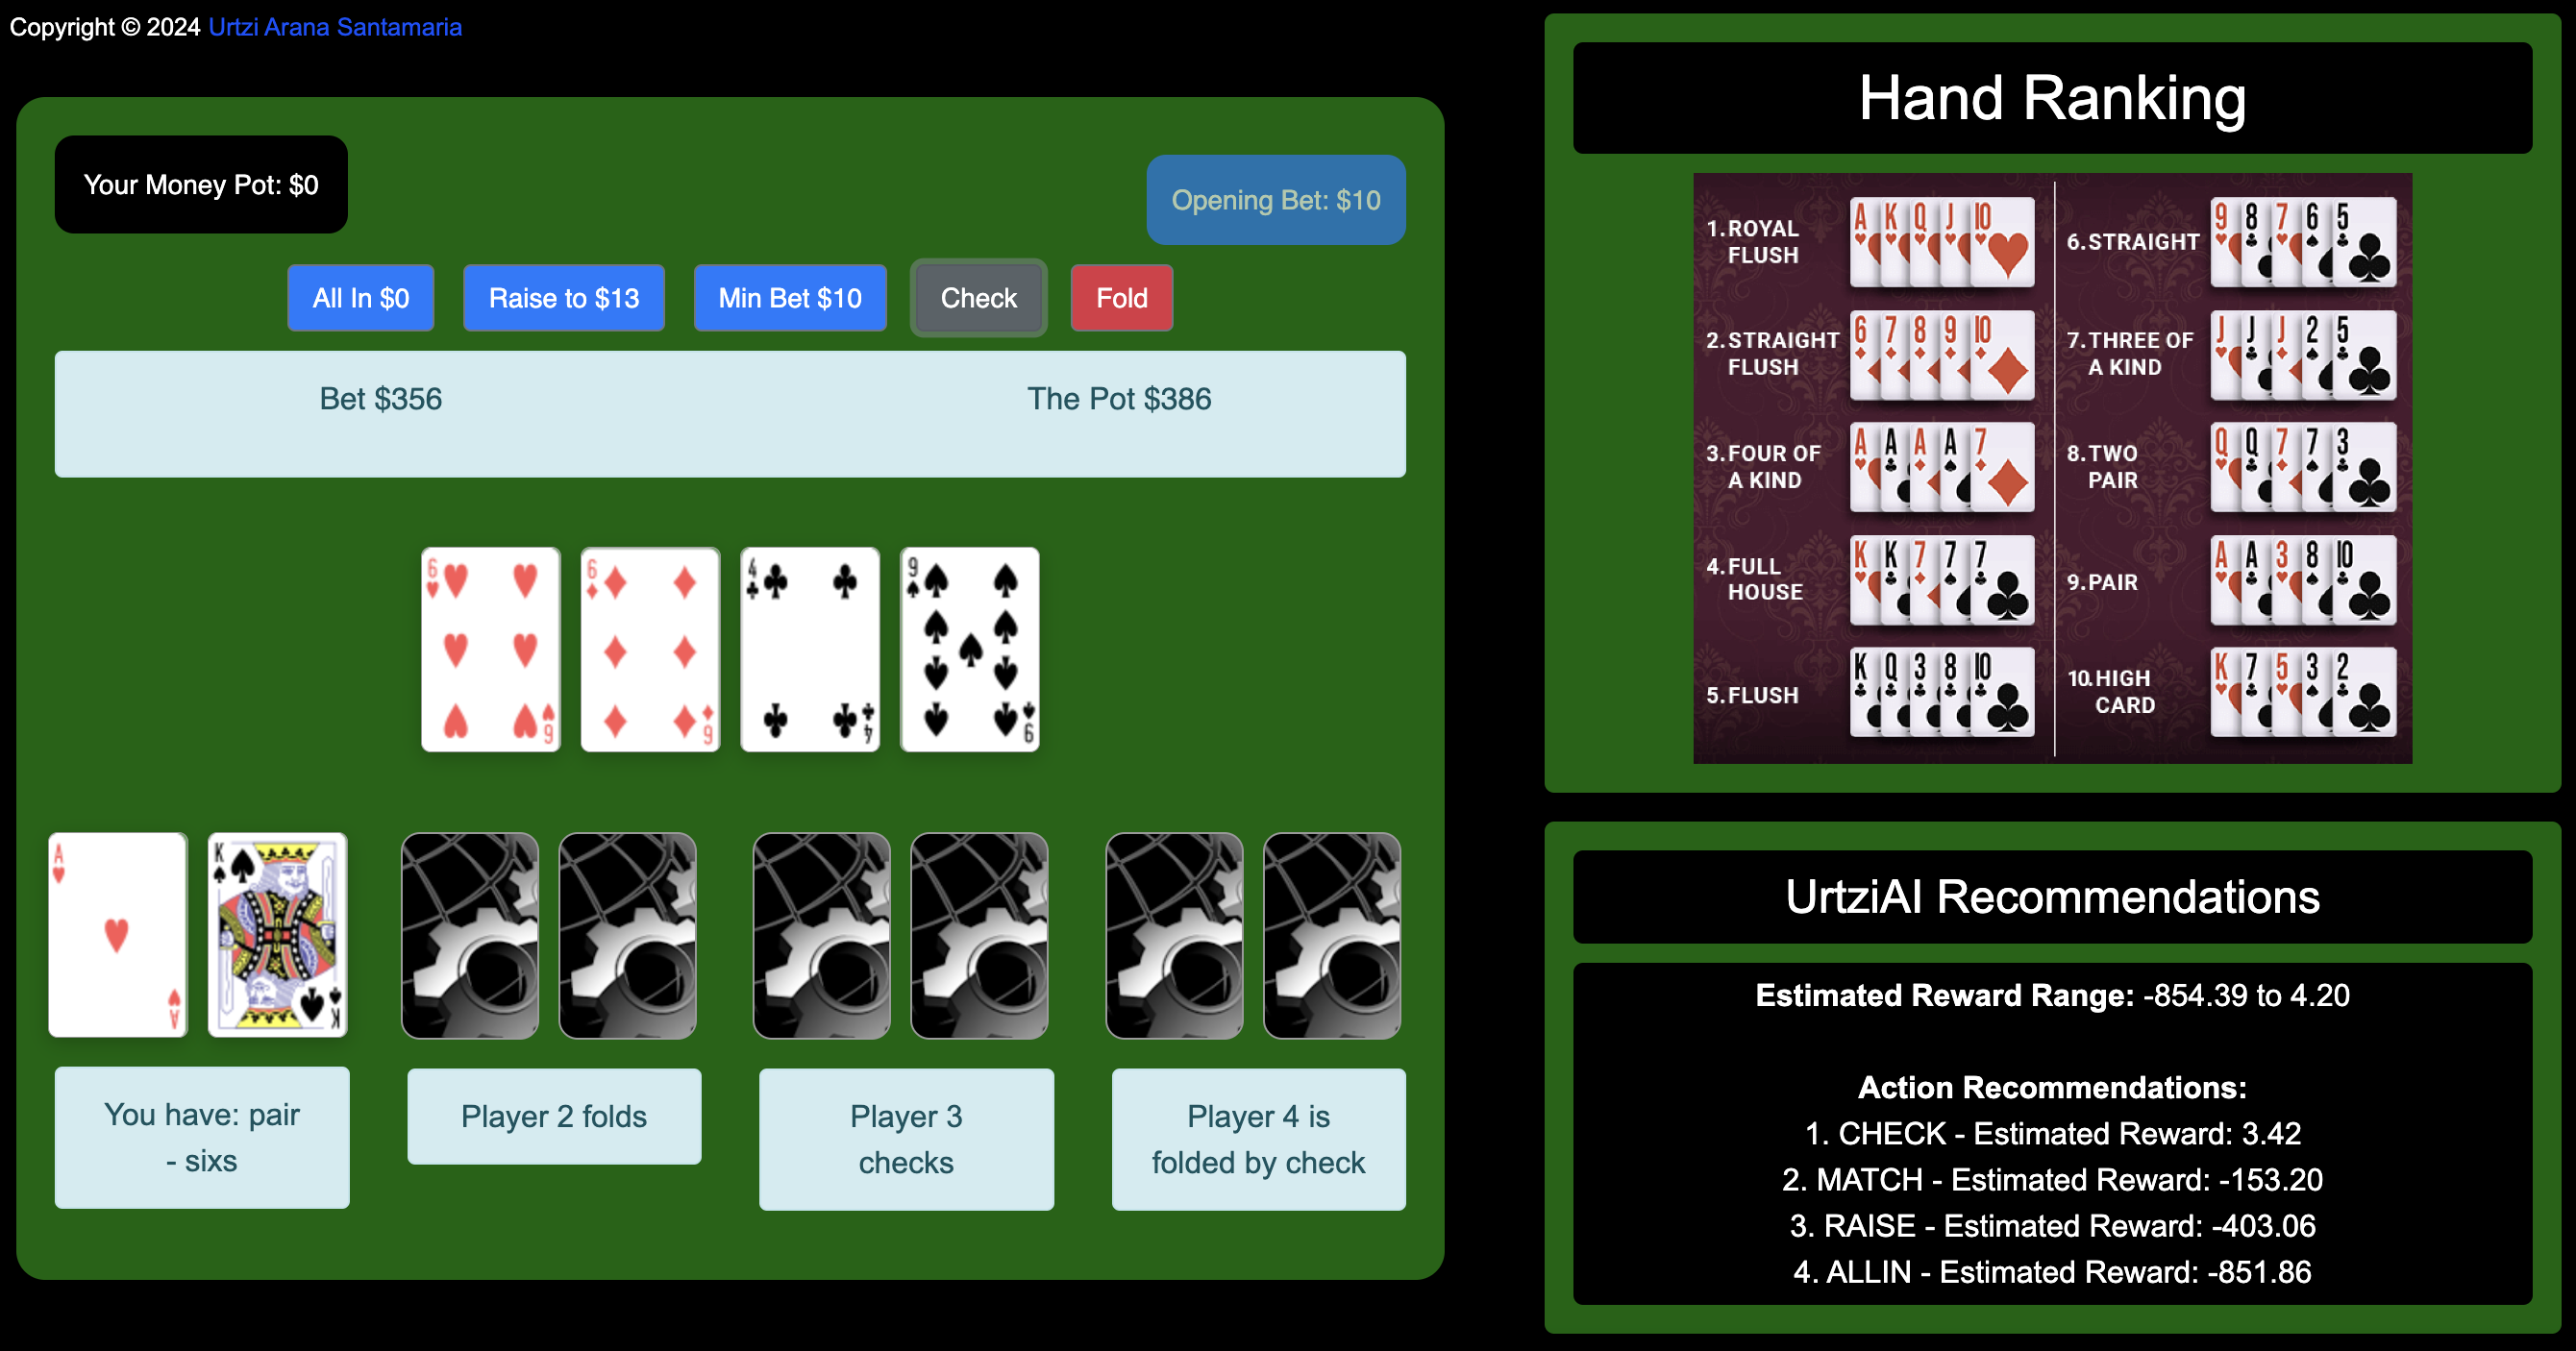 Copyright © 2024 Urtzi Arana Santamaria
Your Money Pot: $0
Opening Bet: $10
All In $0
Raise to $13
Min Bet $10
Check
Fold
Bet $356
The Pot $386
6
6
6
6
4
4
9
9
A
A
K
K
You have: pair
- sixs
Player 2 folds
Player 3
checks
Player 4 is
folded by check
Hand Ranking
1. ROYAL
FLUSH
A K Q J 10
2. STRAIGHT
FLUSH
6 7 8 9 10
3. FOUR OF
A KIND
A A A A 7
4. FULL
HOUSE
K K 7 7 7
5. FLUSH
K Q 3 8 10
6. STRAIGHT
9 8 7 6 5
7. THREE OF
A KIND
J J J 2 5
8. TWO
PAIR
Q Q 7 7 3
9. PAIR
A A 3 8 10
10. HIGH
CARD
K 7 5 3 2
UrtziAI Recommendations
Estimated Reward Range: -854.39 to 4.20
Action Recommendations:
1. CHECK - Estimated Reward: 3.42
2. MATCH - Estimated Reward: -153.20
3. RAISE - Estimated Reward: -403.06
4. ALLIN - Estimated Reward: -851.86